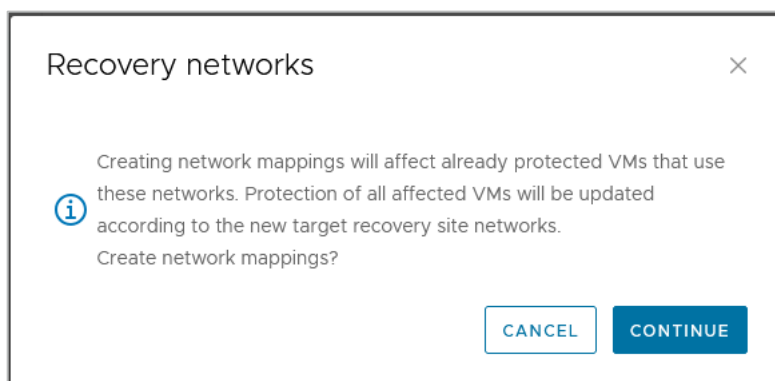 Recovery networks
Creating network mappings will affect already protected VMs that use
these networks. Protection of all affected VMs will be updated
according to the new target recovery site networks.
Create network mappings?
CANCEL CONTINUE